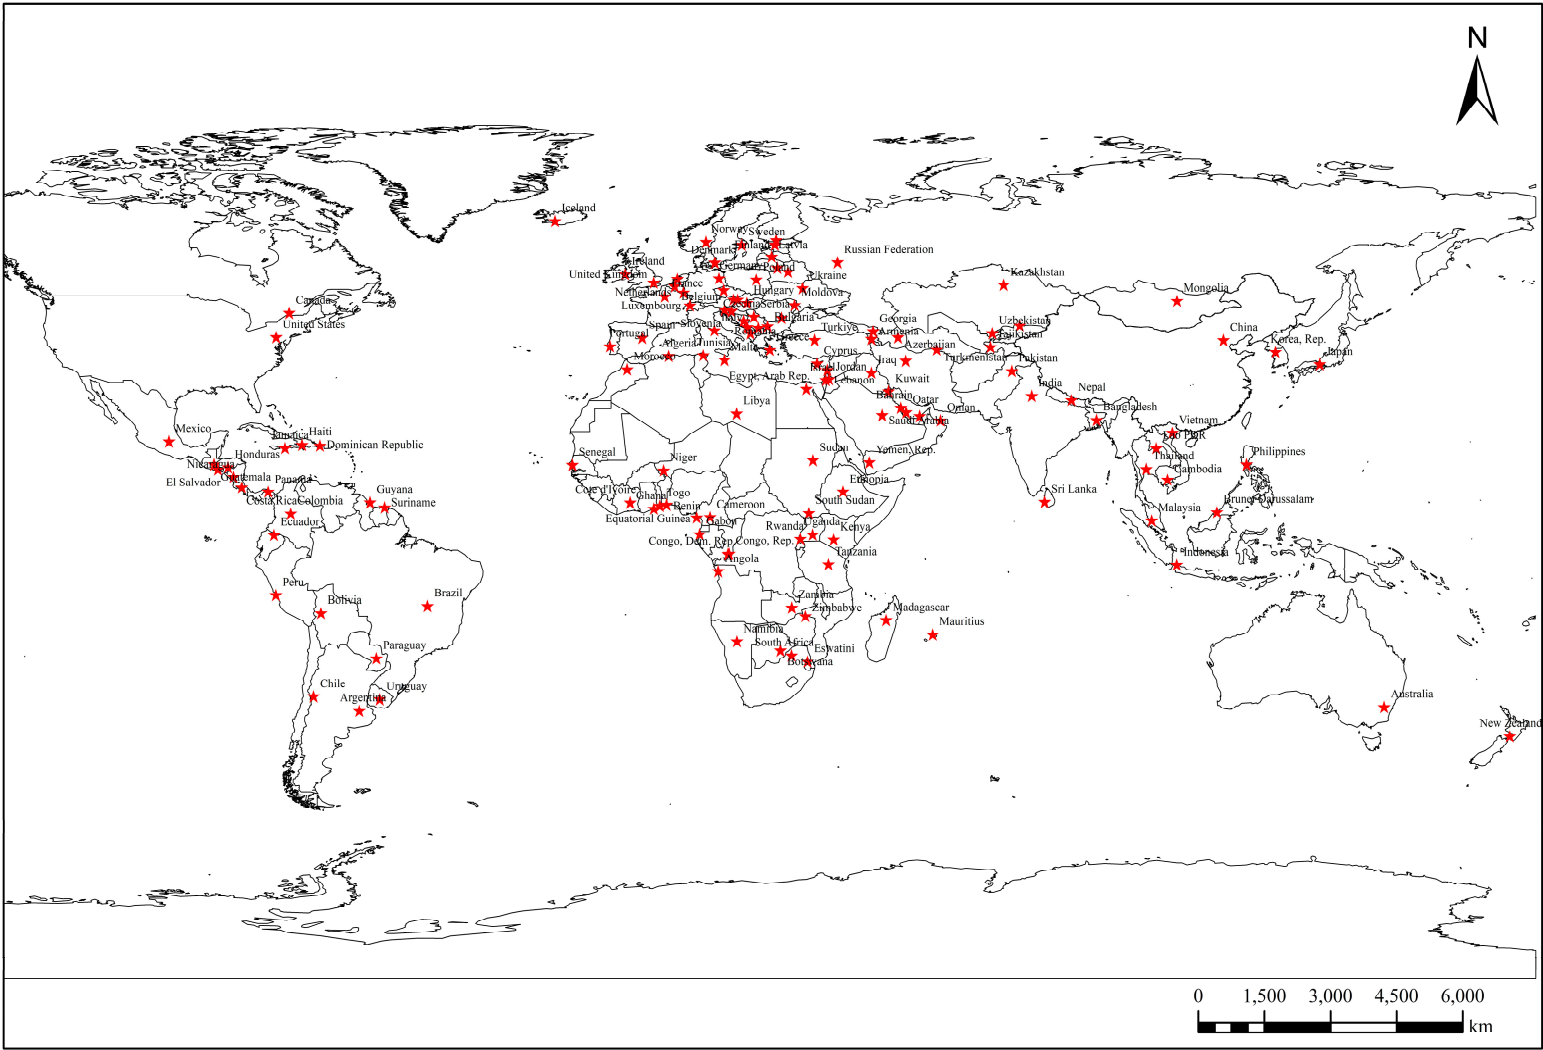 N
Iceland
Norway
Sweden
Finland
Latvia
Denmark
Russian Federation
Ireland
United Kingdom
Germany
Poland
Ukraine
Kazakhstan
France
Netherlands
Belgium
Hungary
Moldova
Mongolia
Luxembourg
Czechia
Serbia
Canada
United States
Italy
Bulgaria
Georgia
Uzbekistan
Spain
Slovenia
Romania
Turkiye
Armenia
Tajikistan
China
Portugal
Greece
Azerbaijan
Korea, Rep.
Algeria
Tunisia
Malta
Cyprus
Turkmenistan
Japan
Morocco
Iraq
Pakistan
Israel
Jordan
Egypt, Arab Rep.
Lebanon
Kuwait
India
Nepal
Libya
Bahrain
Qatar
Oman
Bangladesh
Saudi Arabia
Mexico
Jamaica
Haiti
Dominican Republic
Vietnam
Lao PDR
Honduras
Senegal
Niger
Sudan
Yemen, Rep.
Thailand
Philippines
Nicaragua
Guatemala
El Salvador
Panama
Cambodia
Ethiopia
Guyana
Cote d'Ivoire
Ghana
Togo
Sri Lanka
Costa Rica
Colombia
Suriname
Benin
Cameroon
South Sudan
Brunei Darussalam
Malaysia
Ecuador
Equatorial Guinea
Gabon
Rwanda
Uganda
Kenya
Congo, Dem. Rep.
Congo, Rep.
Tanzania
Indonesia
Angola
Peru
Bolivia
Brazil
Zambia
Zimbabwe
Madagascar
Mauritius
Namibia
South Africa
Eswatini
Paraguay
Botswana
Chile
Uruguay
Argentina
Australia
New Zealand
0 1,500 3,000 4,500 6,000
km